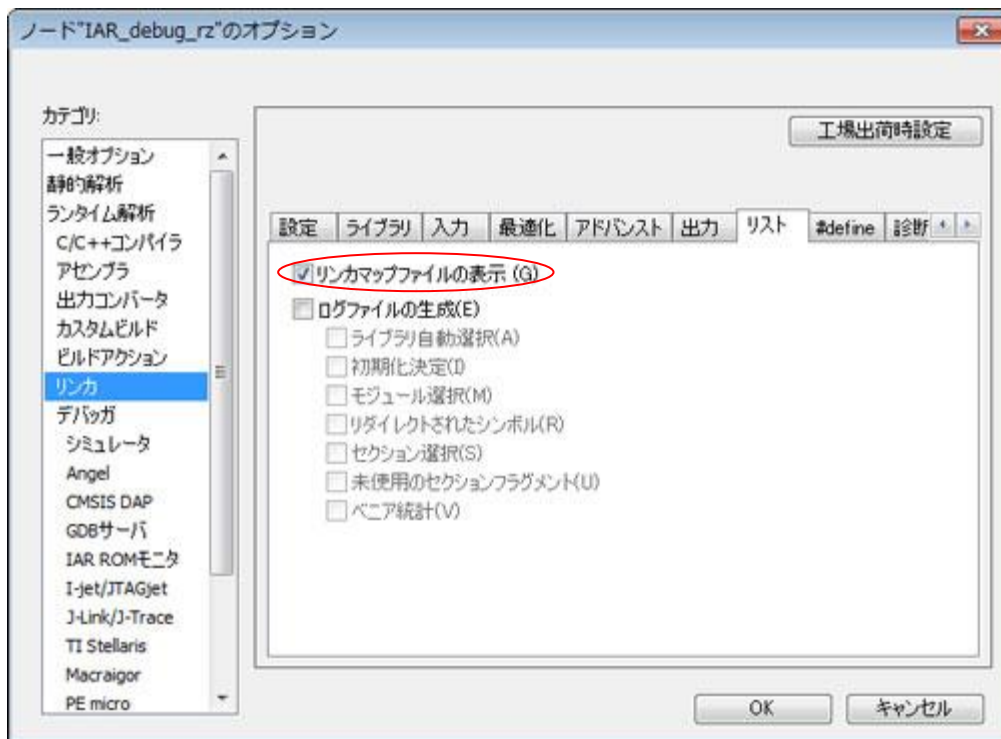 ノード"IAR_debug_rz"のオプション
カテゴリ:
一般オプション
静的解析
ランタイム解析
C/C++コンパイラ
アセンブラ
出力コンバータ
カスタムビルド
ビルドアクション
リンカ
デバッガ
シミュレータ
Angel
CMSIS DAP
GDBサーバ
IAR ROMモニタ
I-jet/JTAGjet
J-Link/J-Trace
TI Stellaris
Macraigor
PE micro
工場出荷時設定
設定 ライブラリ 入力 最適化 アドバンスト 出力 リスト #define 診断
リンカマップファイルの表示 (G)
ログファイルの生成(E)
ライブラリ自動選択(A)
初期化決定(I)
モジュール選択(M)
リダイレクトされたシンボル(R)
セクション選択(S)
未使用のセクションフラグメント(U)
ベニア統計(V)
OK キャンセル